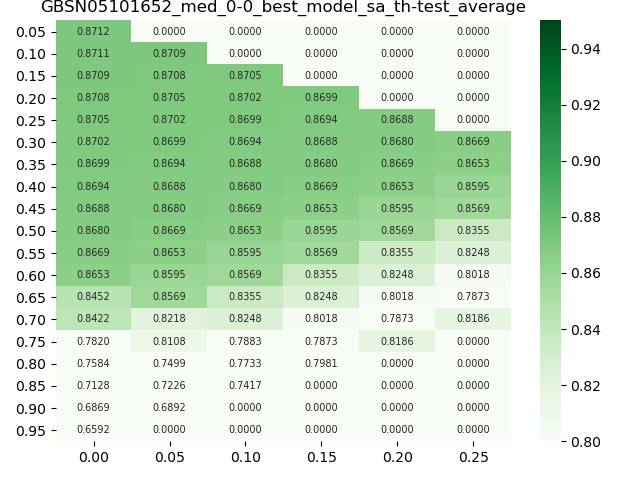 GBSN05101652_med_0-0_best_model_sa_th-test_average
0.05 0.8712 0.0000 0.0000 0.0000 0.0000 0.0000
0.10 0.8711 0.8709 0.0000 0.0000 0.0000 0.0000 0.94
0.15 0.8709 0.8708 0.8705 0.0000 0.0000 0.0000
0.20 0.8708 0.8705 0.8702 0.8699 0.0000 0.0000 0.92
0.25 0.8705 0.8702 0.8699 0.8694 0.8688 0.0000
0.30 0.8702 0.8699 0.8694 0.8688 0.8680 0.8669
0.35 0.8699 0.8694 0.8688 0.8680 0.8669 0.8653 0.90
0.40 0.8694 0.8688 0.8680 0.8669 0.8653 0.8595
0.45 0.8688 0.8680 0.8669 0.8653 0.8595 0.8569 0.88
0.50 0.8680 0.8669 0.8653 0.8595 0.8569 0.8355
0.55 0.8669 0.8653 0.8595 0.8569 0.8355 0.8248
0.60 0.8653 0.8595 0.8569 0.8355 0.8248 0.8018 0.86
0.65 0.8452 0.8569 0.8355 0.8248 0.8018 0.7873
0.70 0.8422 0.8218 0.8248 0.8018 0.7873 0.8186 0.84
0.75 0.7820 0.8108 0.7883 0.7873 0.8186 0.0000
0.80 0.7584 0.7499 0.7733 0.7981 0.0000 0.0000
0.85 0.7128 0.7226 0.7417 0.0000 0.0000 0.0000 0.82
0.90 0.6869 0.6892 0.0000 0.0000 0.0000 0.0000
0.95 0.6592 0.0000 0.0000 0.0000 0.0000 0.0000 0.80
0.00 0.05 0.10 0.15 0.20 0.25